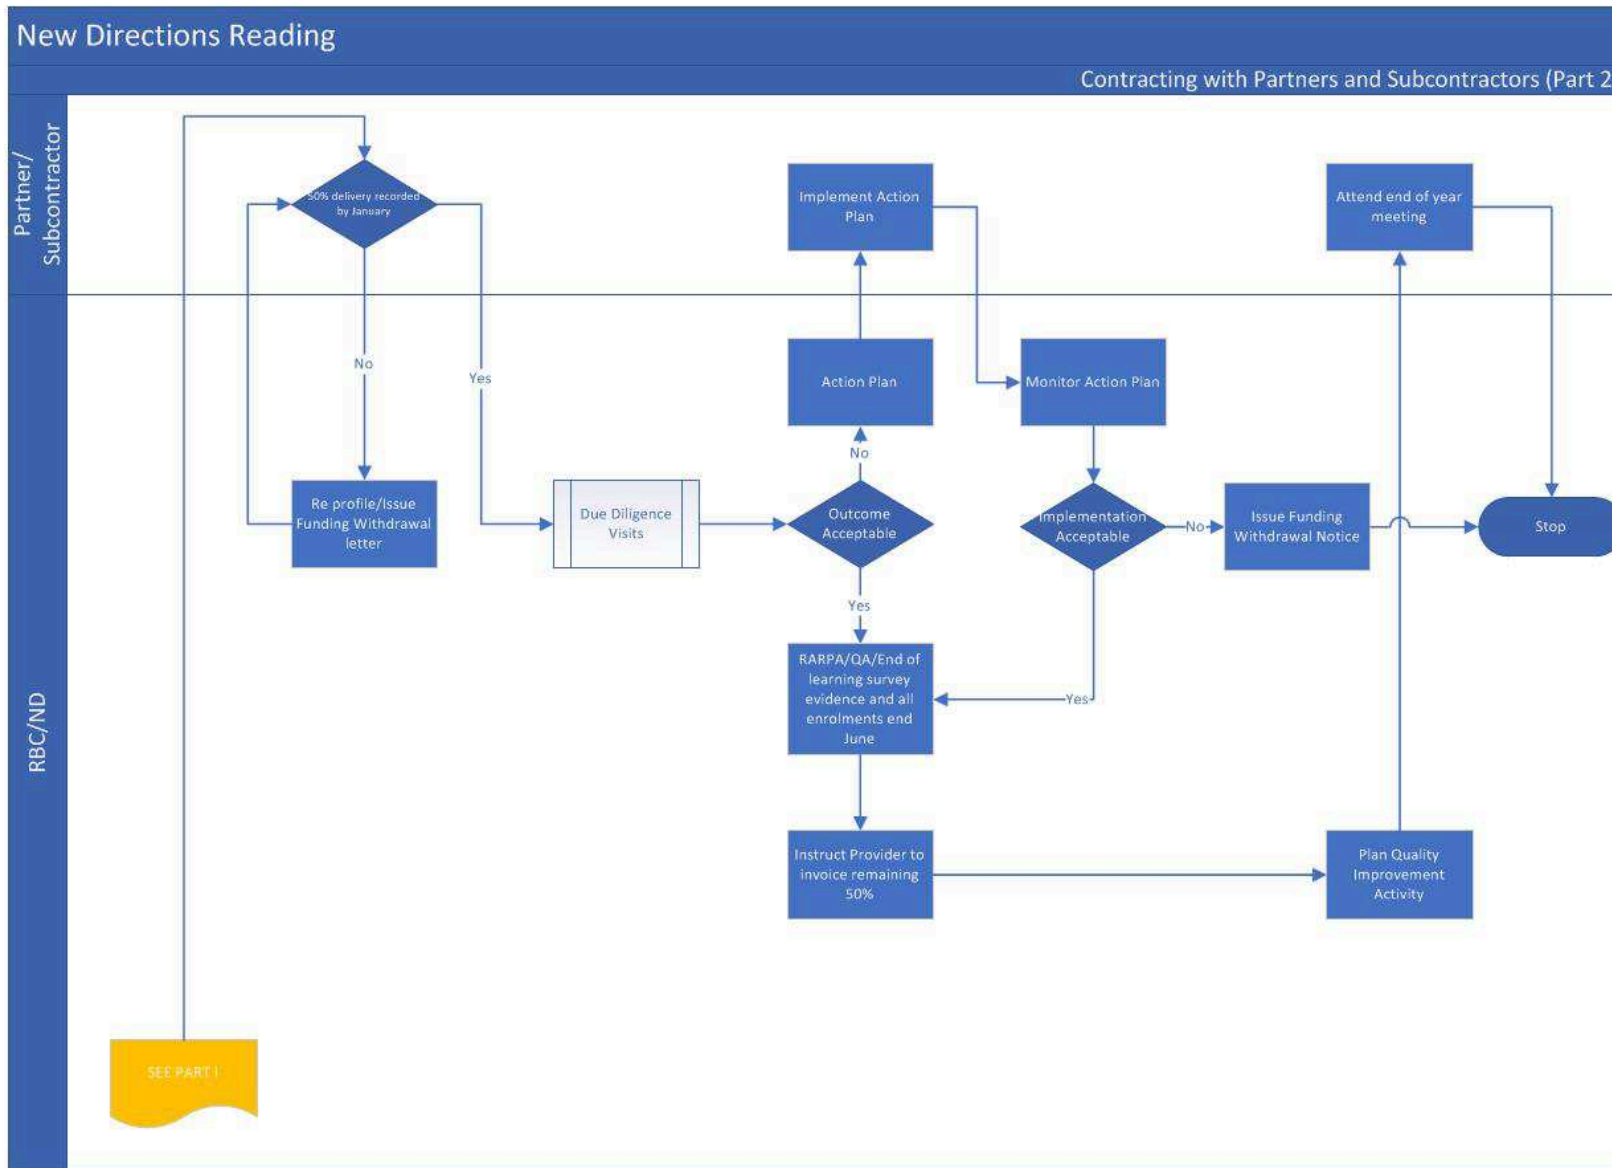 New Directions Reading
Contracting with Partners and Subcontractors (Part 2
Partner/
Subcontractor
50% delivery recorded
by January
Implement Action
Plan
Attend end of year
meeting
No
Yes
Action Plan
Monitor Action Plan
No
Re profile/Issue
Funding Withdrawal
letter
Due Diligence
Visits
Outcome
Acceptable
Implementation
Acceptable
No
Issue Funding
Withdrawal Notice
Stop
Yes
RARPA/QA/End of
learning survey
evidence and all
enrolments end
June
Yes
RBC/ND
Instruct Provider to
invoice remaining
50%
Plan Quality
Improvement
Activity
SEE PART I